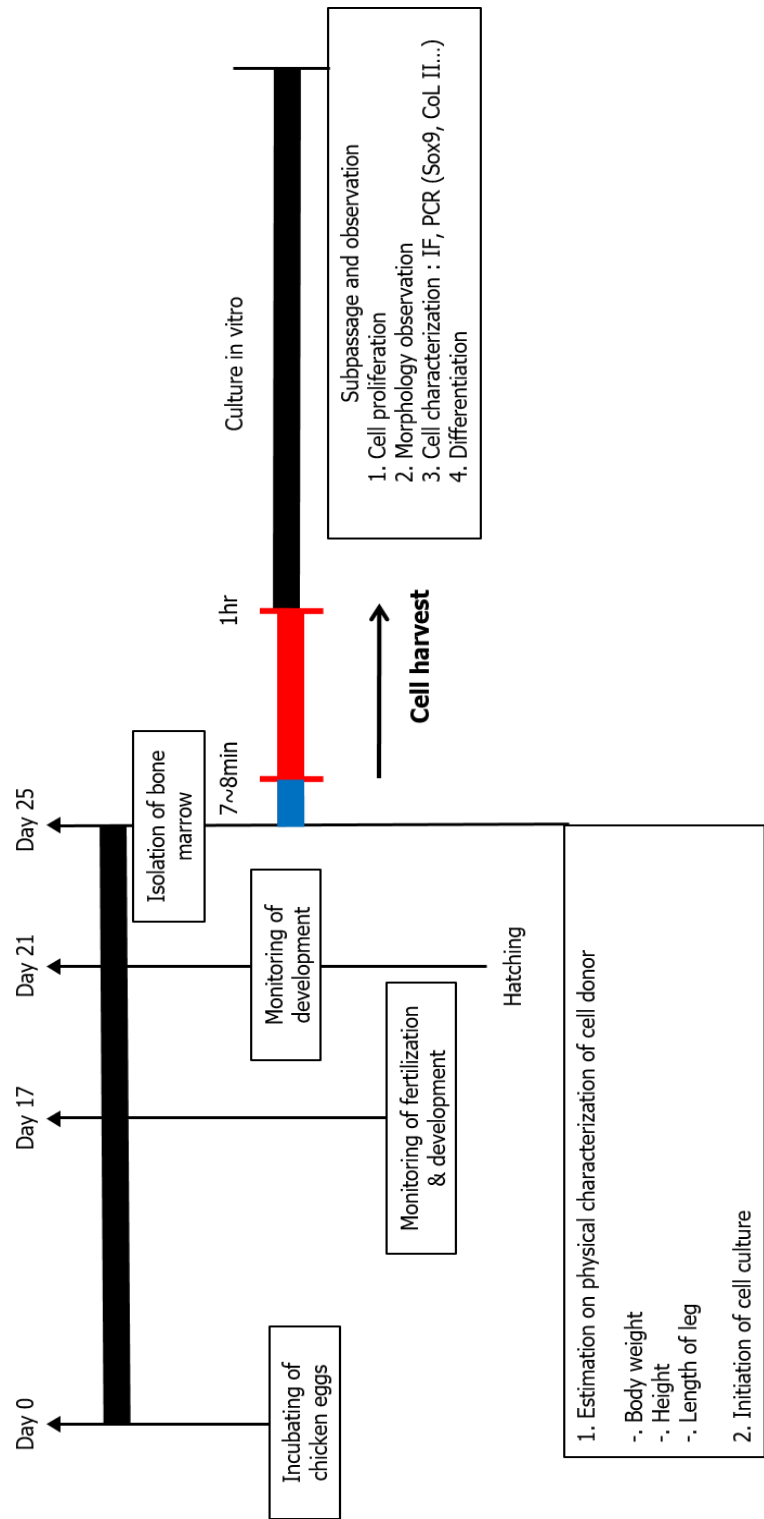 Day 0
Day 17
Day 21
Day 25
Incubating of
chicken eggs
Monitoring of fertilization
& development
Monitoring of
development
Hatching
Isolation of bone
marrow
7~8min
1hr
Culture in vitro
Cell harvest
1. Estimation on physical characterization of cell donor
-. Body weight
-. Height
-. Length of leg
2. Initiation of cell culture
Subpassage and observation
1. Cell proliferation
2. Morphology observation
3. Cell characterization : IF, PCR (Sox9, CoL II...)
4. Differentiation